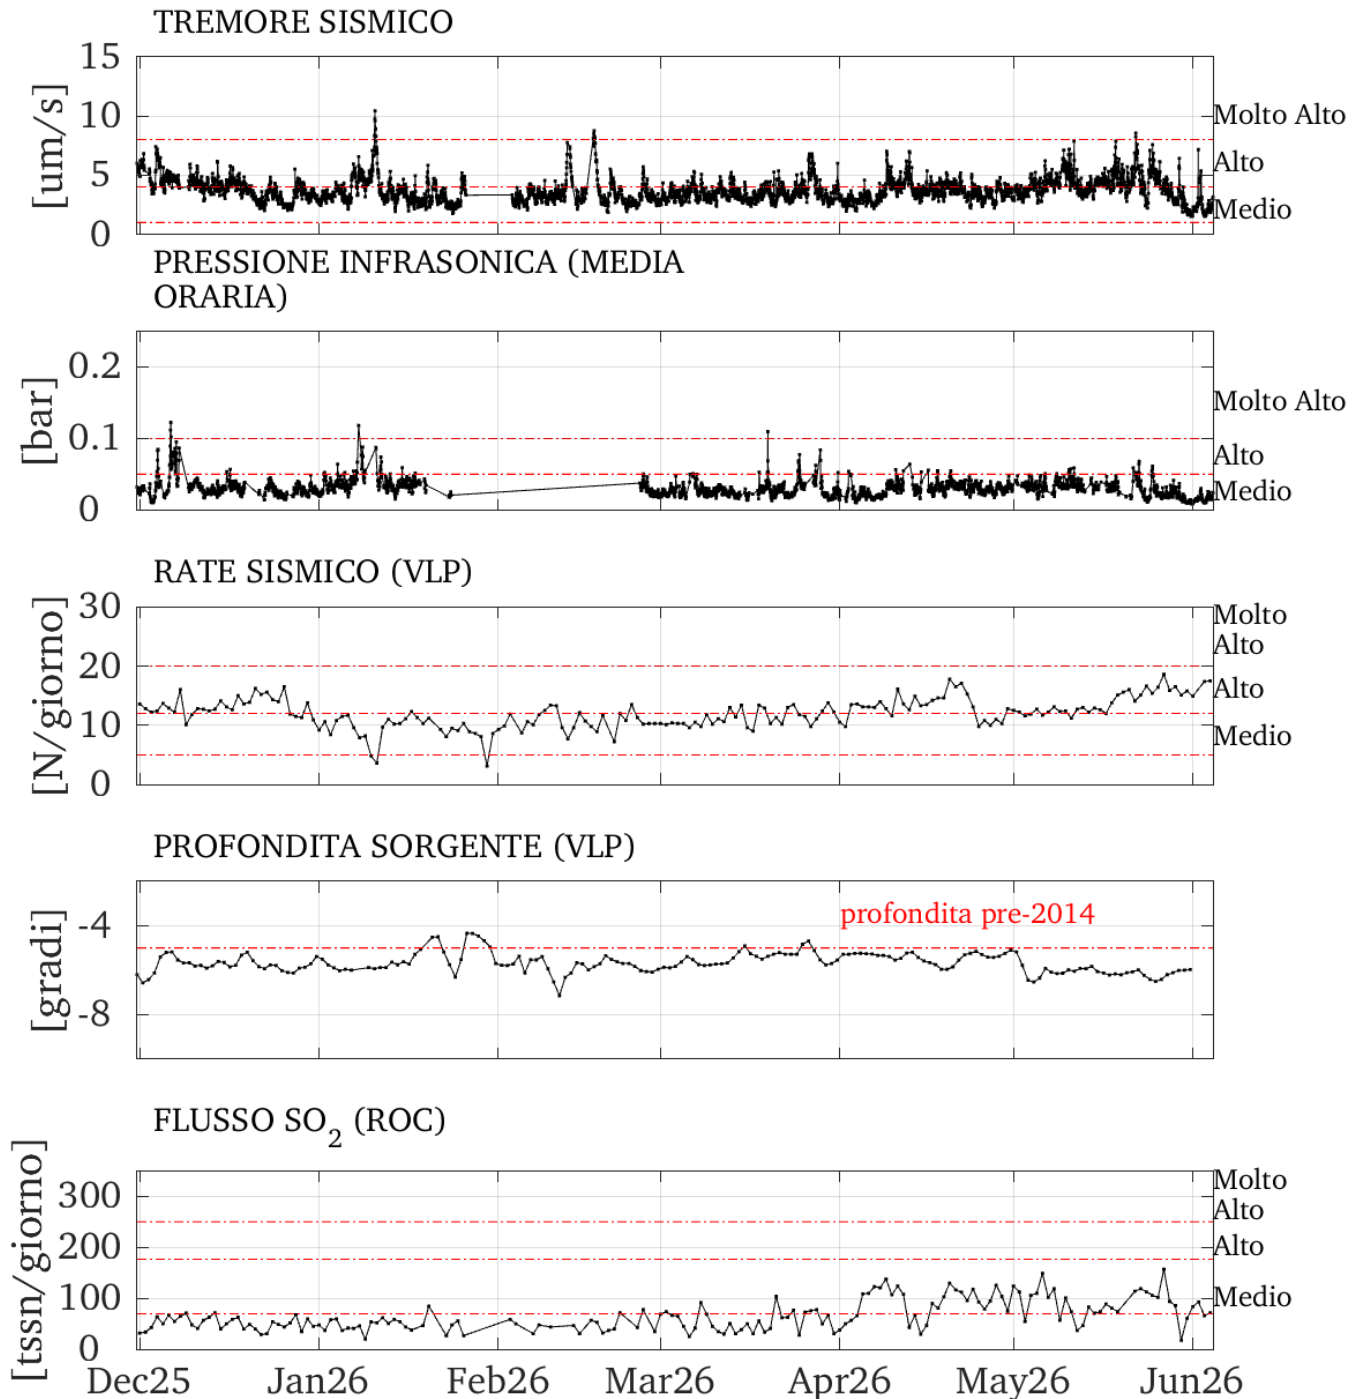 TREMORE SISMICO
15
10
5
0
[um/s]
Molto Alto
Alto
Medio
PRESSIONE INFRASONICA (MEDIA
ORARIA)
0.2
0.1
0
[bar]
Molto Alto
Alto
Medio
RATE SISMICO (VLP)
30
20
10
0
[N/giorno]
Molto
Alto
Alto
Medio
PROFONDITA SORGENTE (VLP)
-4
-8
[gradi]
profondita pre-2014
FLUSSO SO2 (ROC)
300
200
100
0
[tssn/giorno]
Molto
Alto
Alto
Medio
Dec25 Jan26 Feb26 Mar26 Apr26 May26 Jun26